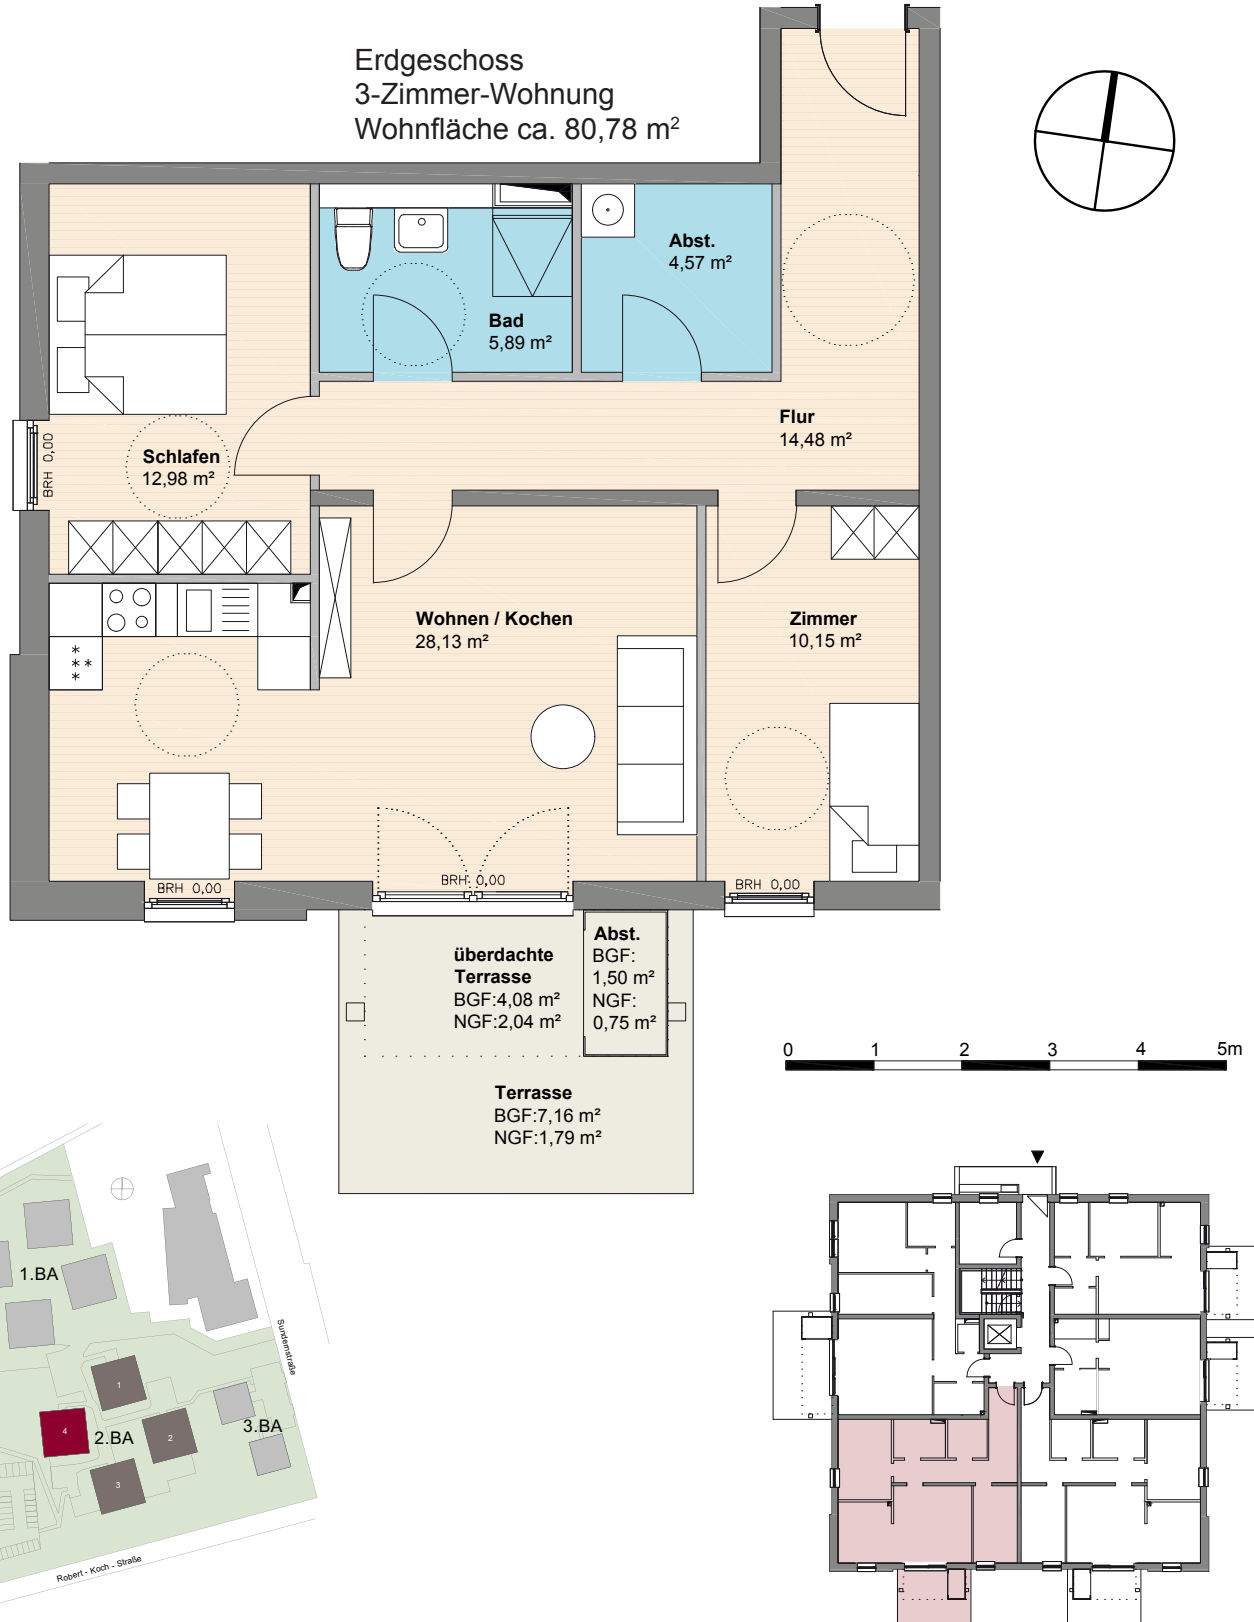 Erdgeschoss
3-Zimmer-Wohnung
Wohnfläche ca. 80,78 m²
Abst.
4,57 m²
Bad
5,89 m²
Flur
14,48 m²
Schlafen
12,98 m²
BRH 0,00
Wohnen / Kochen
28,13 m²
Zimmer
10,15 m²
BRH 0,00
BRH 0,00
BRH 0,00
überdachte
Terrasse
BGF:4,08 m²
NGF:2,04 m²
Abst.
BGF:
1,50 m²
NGF:
0,75 m²
Terrasse
BGF:7,16 m²
NGF:1,79 m²
0 1 2 3 4 5m
1.BA
Sundernstraße
1
4
2.BA
2
3.BA
3
Robert - Koch - Straße